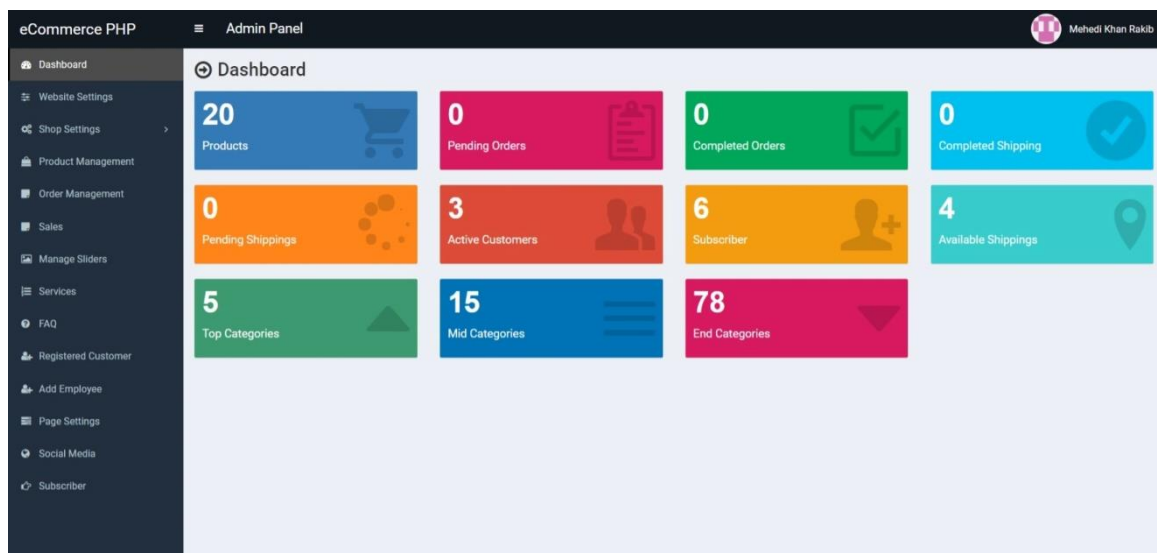 eCommerce PHP
Admin Panel
Mehedi Khan Rakib
Dashboard
Website Settings
Shop Settings
Product Management
Order Management
Sales
Manage Sliders
Services
FAQ
Registered Customer
Add Employee
Page Settings
Social Media
Subscriber
Dashboard
20
Products
0
Pending Orders
0
Completed Orders
0
Completed Shipping
0
Pending Shippings
3
Active Customers
6
Subscriber
4
Available Shippings
5
Top Categories
15
Mid Categories
78
End Categories